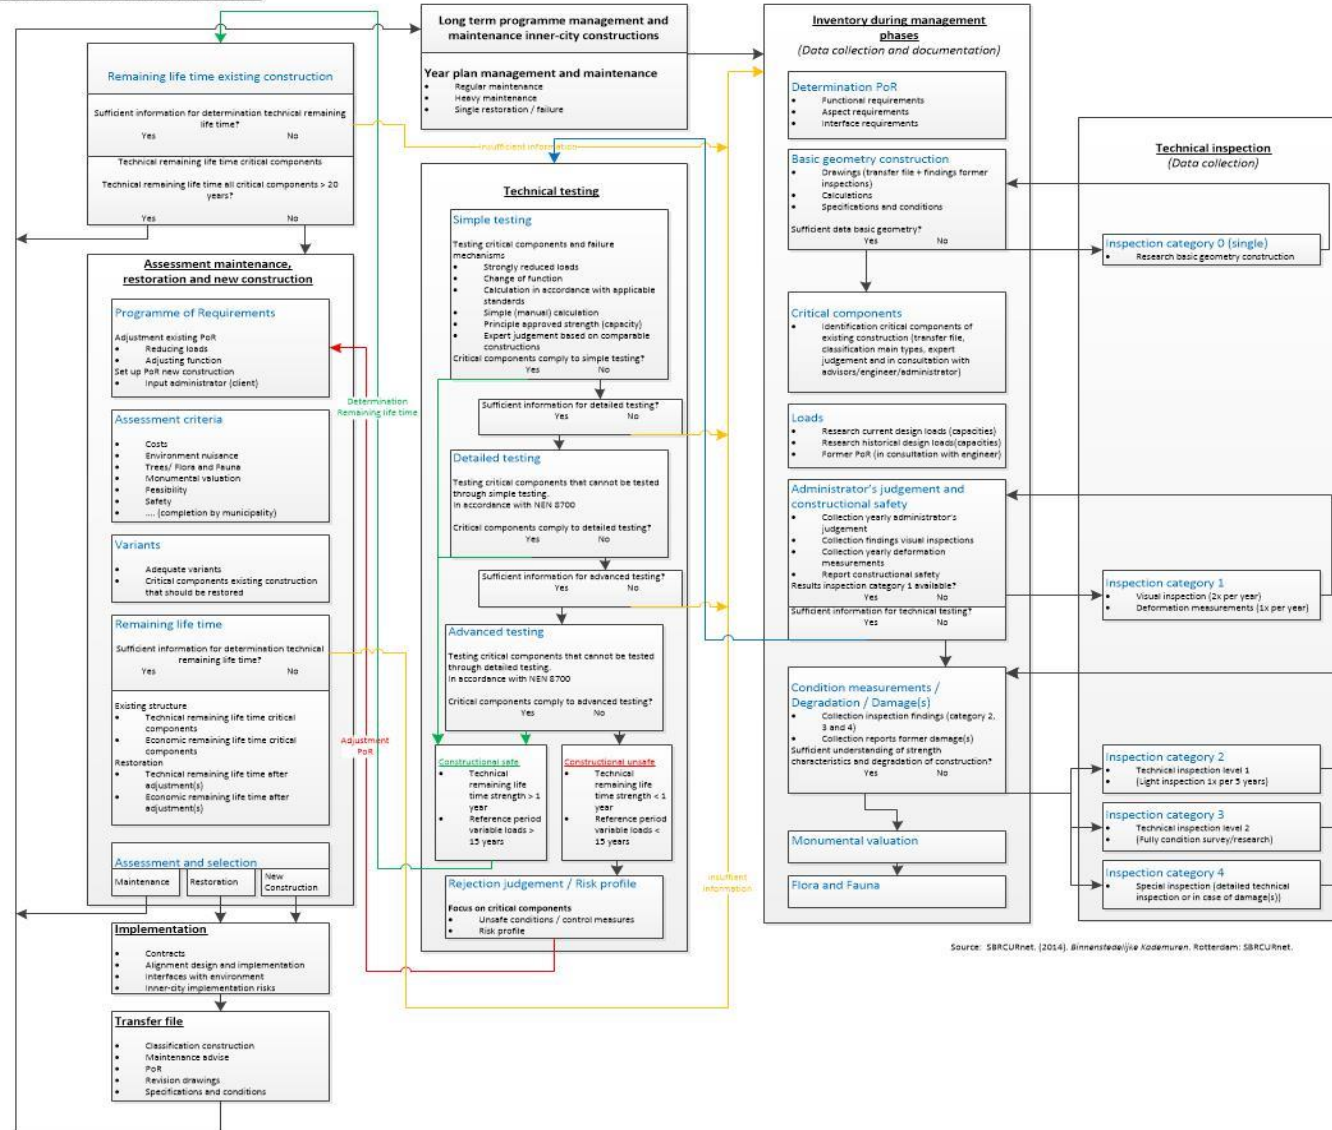 Long term programme management and
maintenance inner-city constructions
Year plan management and maintenance
• Regular maintenance
• Heavy maintenance
• Single restoration / failure
Remaining life time existing construction
Sufficient information for determination technical remaining
life time?
Yes No
Technical remaining life time critical components
Technical remaining life time all critical components > 20
years?
Yes No
Assessment maintenance,
restoration and new construction
Programme of Requirements
Adjustment existing PoR
• Reducing loads
• Adjusting function
Set up PoR new construction
• Input administrator (client)
Assessment criteria
• Costs
• Environment nuisance
• Trees/ Flora and Fauna
• Monumental valuation
• Feasibility
• Safety
• .... (completion by municipality)
Variants
• Adequate variants
• Critical components existing construction
that should be restored
Remaining life time
Sufficient information for determination technical
remaining life time?
Yes No
Existing structure
• Technical remaining life time critical
components
• Economic remaining life time critical
components
Restoration
• Technical remaining life time after
adjustment(s)
• Economic remaining life time after
adjustment(s)
Assessment and selection
Maintenance
Restoration
New
Construction
Implementation
• Contracts
• Alignment design and implementation
• Interfaces with environment
• Inner-city implementation risks
Transfer file
• Classification construction
• Maintenance advise
• PoR
• Revision drawings
• Specifications and conditions
Determination
Remaining life time
Adjustment
PoR
Insufficient information
Technical testing
Simple testing
Testing critical components and failure
mechanisms
• Strongly reduced loads
• Change of function
• Calculation in accordance with applicable
standards
• Simple (manual) calculation
• Principle approved strength (capacity)
• Expert judgement based on comparable
constructions
Critical components comply to simple testing?
Yes No
Sufficient information for detailed testing?
Yes No
Detailed testing
Testing critical components that cannot be tested
through simple testing.
In accordance with NEN 8700
Critical components comply to detailed testing?
Yes No
Sufficient information for advanced testing?
Yes No
Advanced testing
Testing critical components that cannot be tested
through detailed testing.
In accordance with NEN 8700
Critical components comply to advanced testing?
Yes No
Constructional safe
• Technical
remaining life
time strength > 1
year
• Reference period
variable loads >
15 years
Constructional unsafe
• Technical
remaining life
time strength < 1
year
• Reference period
variable loads <
15 years
Rejection judgement / Risk profile
Focus on critical components
• Unsafe conditions / control measures
• Risk profile
Insuffient
information
Inventory during management
phases
(Data collection and documentation)
Determination PoR
• Functional requirements
• Aspect requirements
• Interface requirements
Basic geometry construction
• Drawings (transfer file + findings former
inspections)
• Calculations
• Specifications and conditions
Sufficient data basic geometry?
Yes No
Critical components
• Identification critical components of
existing construction (transfer file,
classification main types, expert
judgement and in consultation with
advisors/engineer/administrator)
Loads
• Research current design loads (capacities)
• Research historical design loads(capacities)
• Former PoR (in consultation with engineer)
Administrator's judgement and
constructional safety
• Collection yearly administrator's
judgement
• Collection findings visual inspections
• Collection yearly deformation
measurements
• Report constructional safety
Results inspection category 1 available?
Yes No
Sufficient information for technical testing?
Yes No
Condition measurements /
Degradation / Damage(s)
• Collection inspection findings (category 2,
3 and 4)
• Collection reports former damage(s)
Sufficient understanding of strength
characteristics and degradation of construction?
Yes No
Monumental valuation
Flora and Fauna
Technical inspection
(Data collection)
Inspection category 0 (single)
• Research basic geometry construction
Inspection category 1
• Visual inspection (2x per year)
• Deformation measurements (1x per year)
Inspection category 2
• Technical inspection level 1
• (Light inspection 1x per 5 years)
Inspection category 3
• Technical inspection level 2
• (Fully condition survey/research)
Inspection category 4
• Special inspection (detailed technical
inspection or in case of damage(s))
Source: SBRCURnet. (2014). Binnenstedelijke Kademuren. Rotterdam: SBRCURnet.